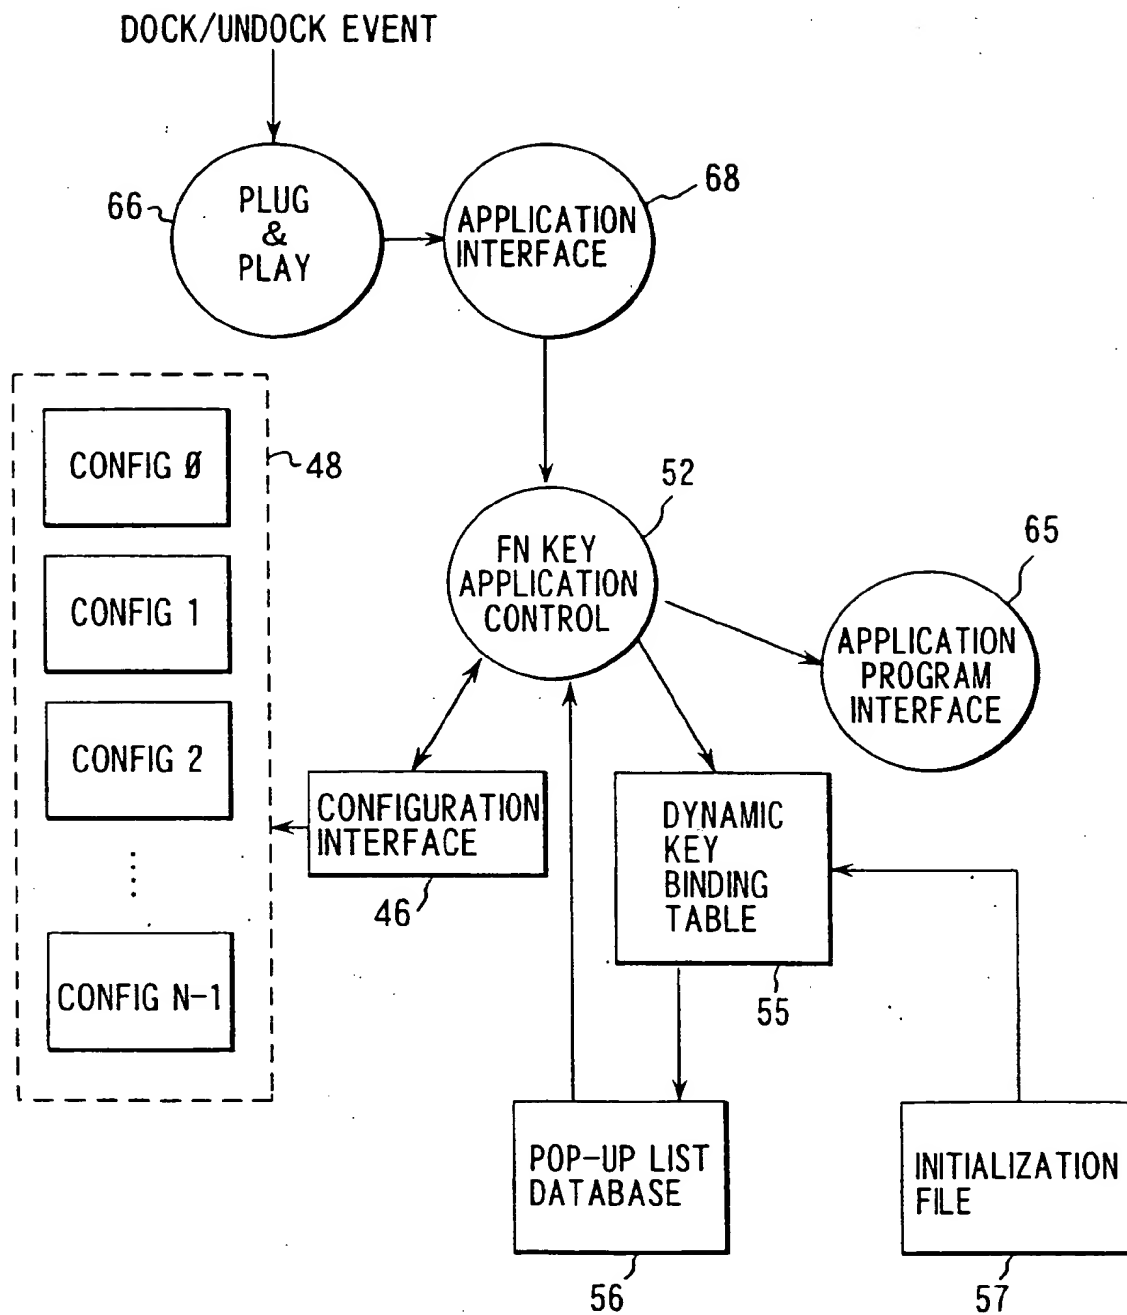 DOCK/UNDOCK EVENT
66
PLUG
&
PLAY
68
APPLICATION
INTERFACE
48
CONFIG Ø
CONFIG 1
CONFIG 2
CONFIG N-1
52
FN KEY
APPLICATION
CONTROL
65
APPLICATION
PROGRAM
INTERFACE
CONFIGURATION
INTERFACE
46
DYNAMIC
KEY
BINDING
TABLE
55
POP-UP LIST
DATABASE
56
INITIALIZATION
FILE
57